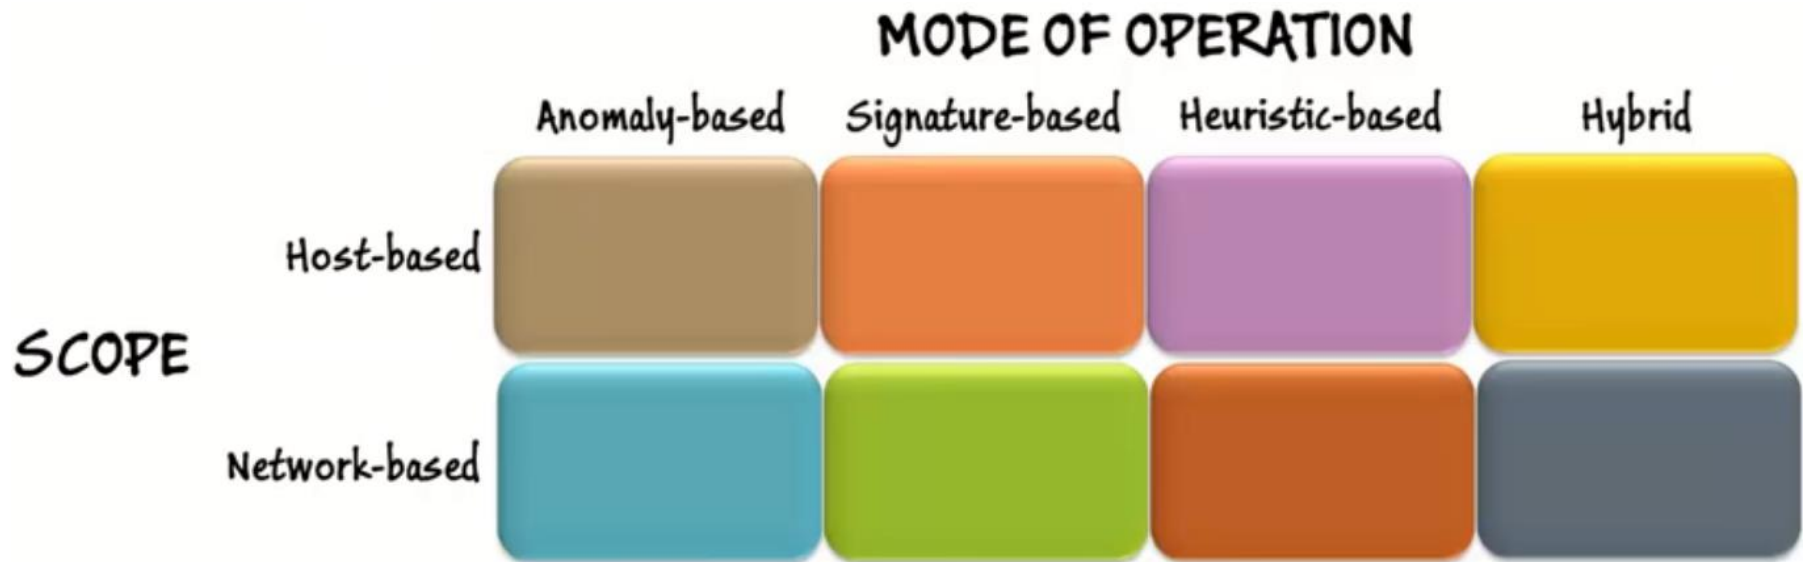 MODE OF OPERATION
Anomaly-based Signature-based Heuristic-based Hybrid
Host-based
SCOPE
Network-based